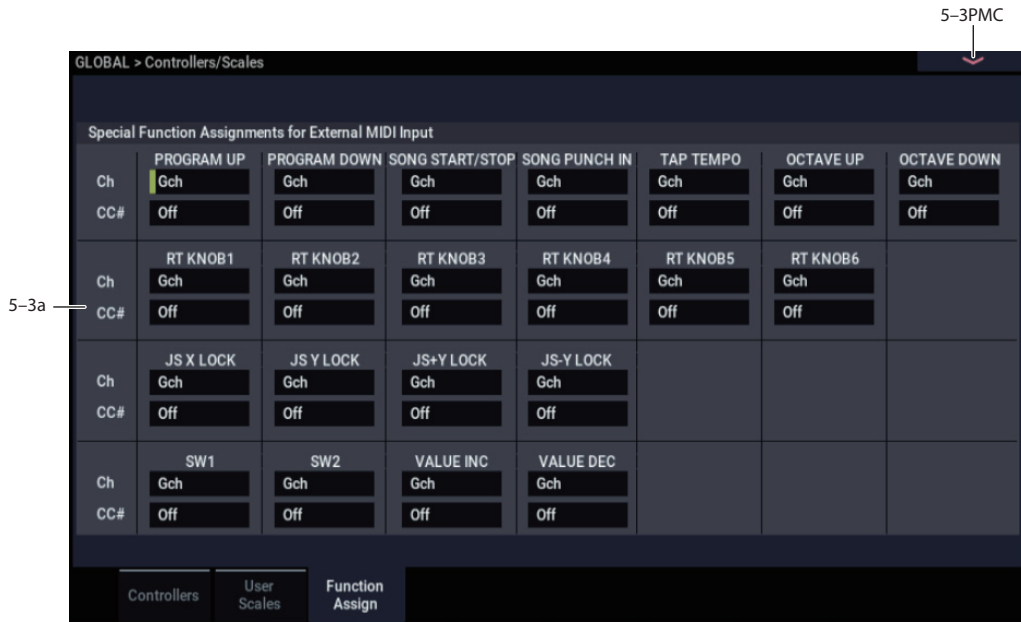 5–3PMC
GLOBAL > Controllers/Scales
Special Function Assignments for External MIDI Input
PROGRAM UP PROGRAM DOWN SONG START/STOP SONG PUNCH IN TAP TEMPO OCTAVE UP OCTAVE DOWN
Ch Gch Gch Gch Gch Gch Gch Gch
CC# Off Off Off Off Off Off Off
RT KNOB1 RT KNOB2 RT KNOB3 RT KNOB4 RT KNOB5 RT KNOB6
Ch Gch Gch Gch Gch Gch Gch
5–3a CC# Off Off Off Off Off Off
JS X LOCK JS Y LOCK JS+Y LOCK JS-Y LOCK
Ch Gch Gch Gch Gch
CC# Off Off Off Off
SW1 SW2 VALUE INC VALUE DEC
Ch Gch Gch Gch Gch
CC# Off Off Off Off
Controllers
User
Scales
Function
Assign